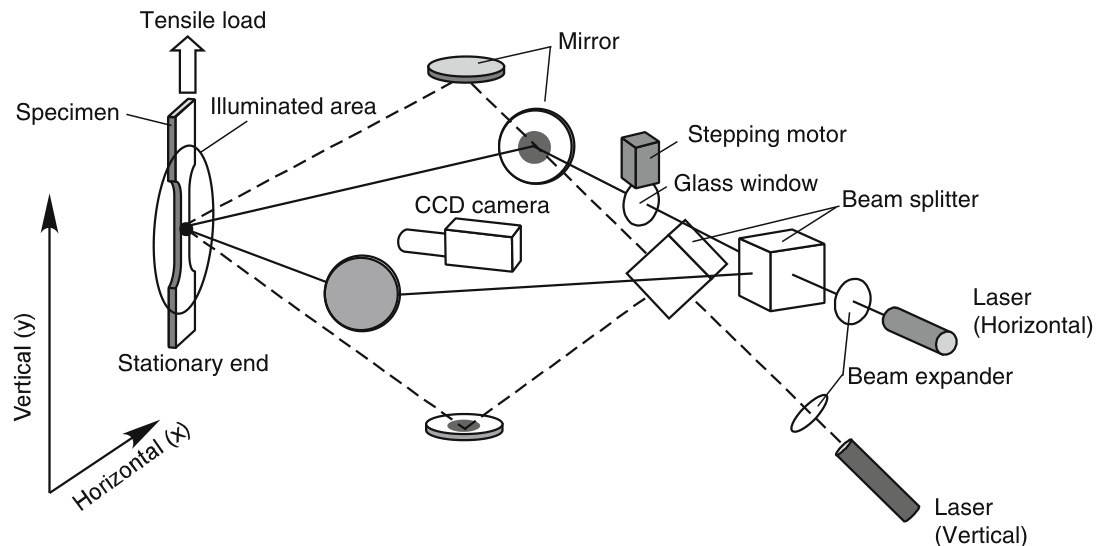 Tensile load
Mirror
Specimen
Illuminated area
Stepping motor
Glass window
CCD camera
Beam splitter
Laser
(Horizontal)
Stationary end
Beam expander
Vertical (y)
Horizontal (x)
Laser
(Vertical)